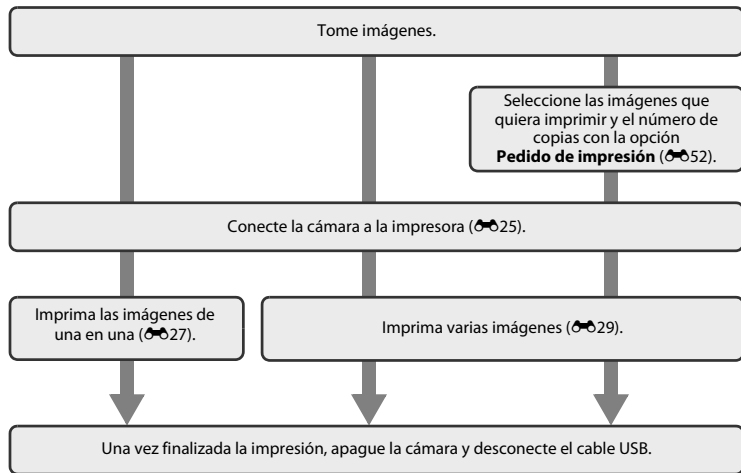 Tome imágenes.
Seleccione las imágenes que
quiera imprimir y el número de
copias con la opción
Pedido de impresión (52).
Conecte la cámara a la impresora (25).
Imprima las imágenes de
una en una (27).
Imprima varias imágenes (29).
Una vez finalizada la impresión, apague la cámara y desconecte el cable USB.